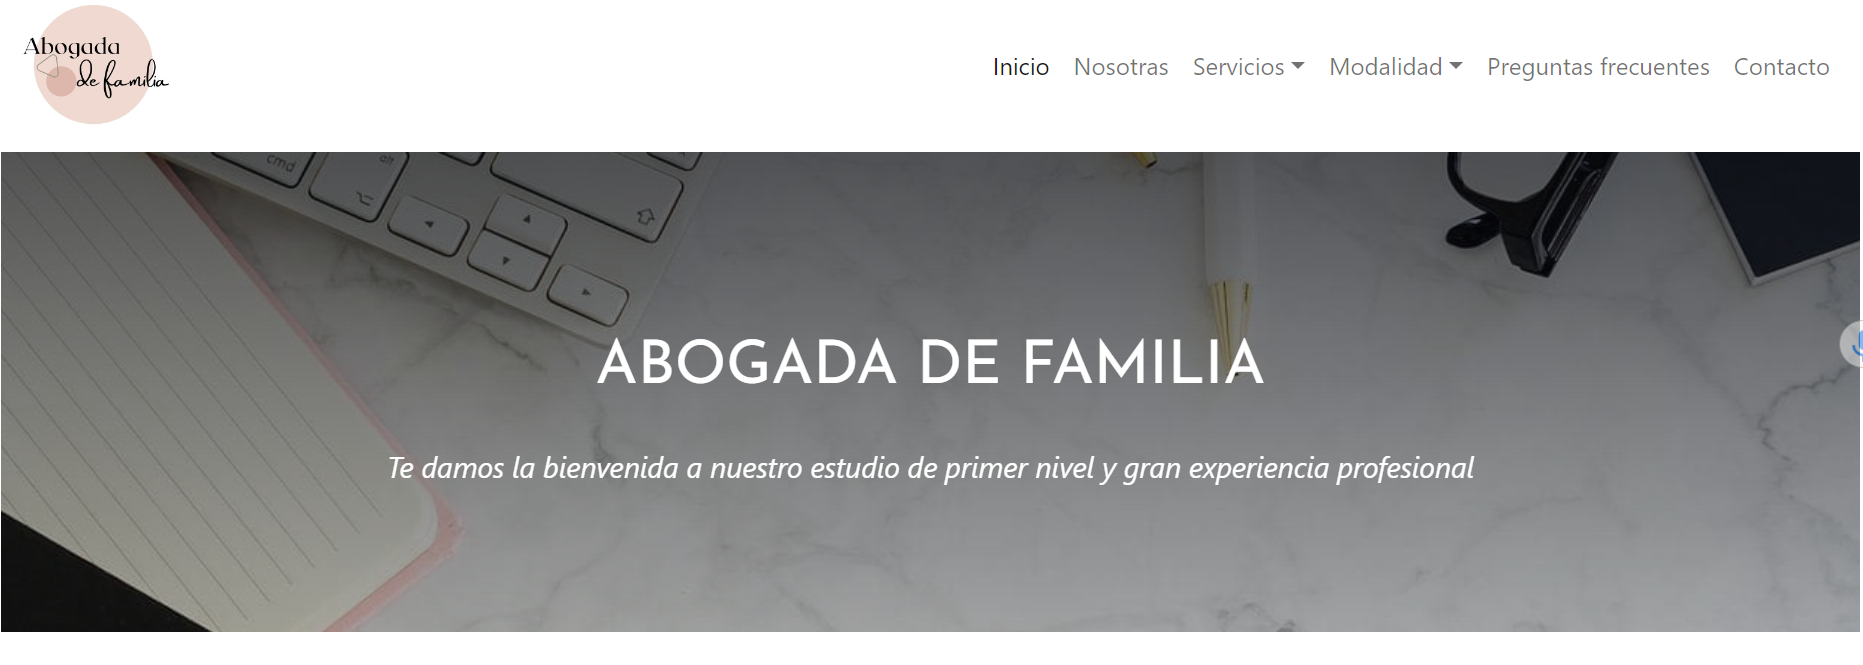 Abogada
de familia
Inicio Nosotras Servicios Modalidad Preguntas frecuentes Contacto
cmd alt
ABOGADA DE FAMILIA
Te damos la bienvenida a nuestro estudio de primer nivel y gran experiencia profesional